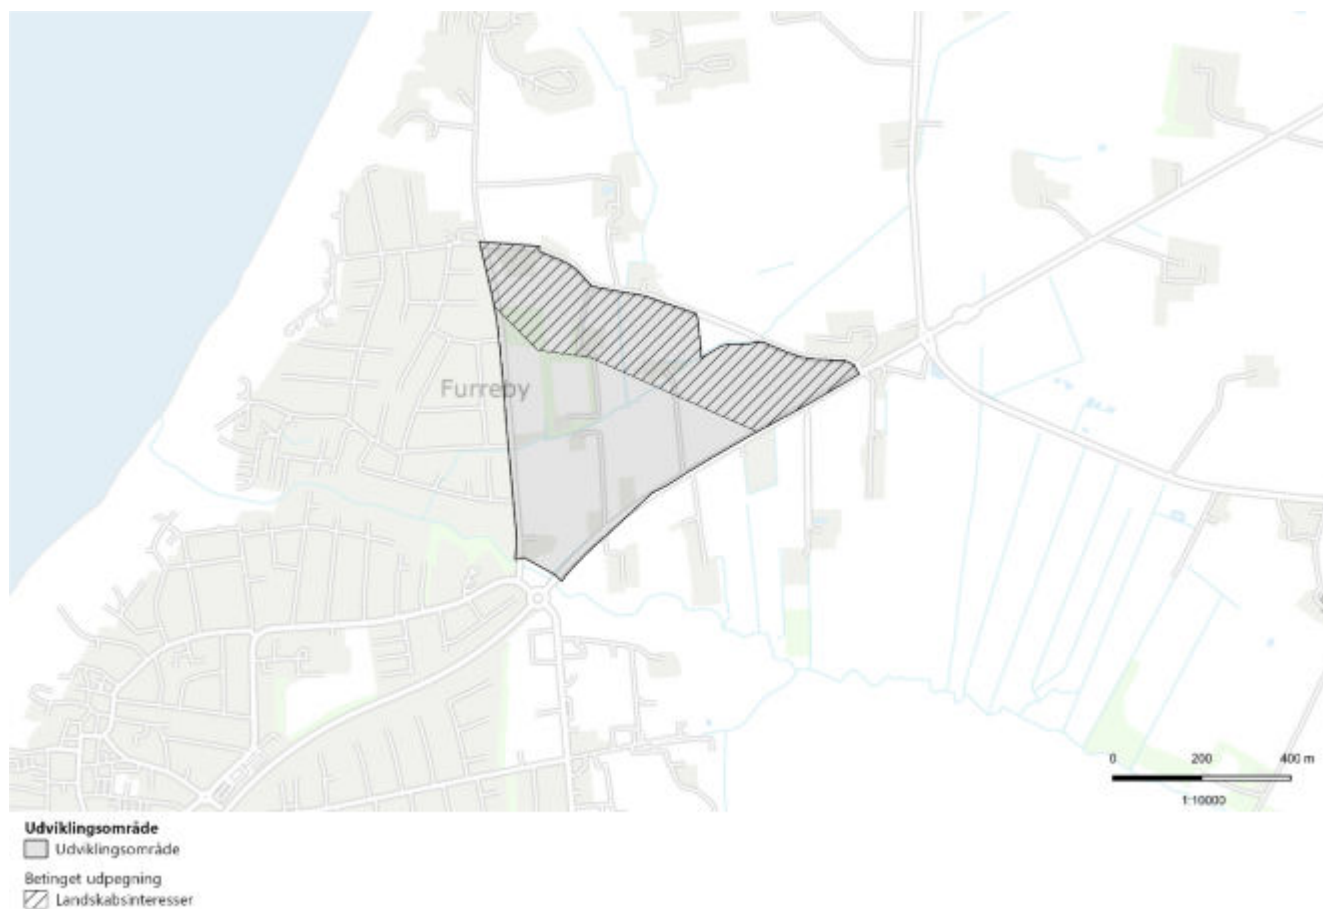 Furreby
0 200 400 m
1:10000
Udviklingsområde
Udviklingsområde
Betinget udpegning
Landskabsinteresser